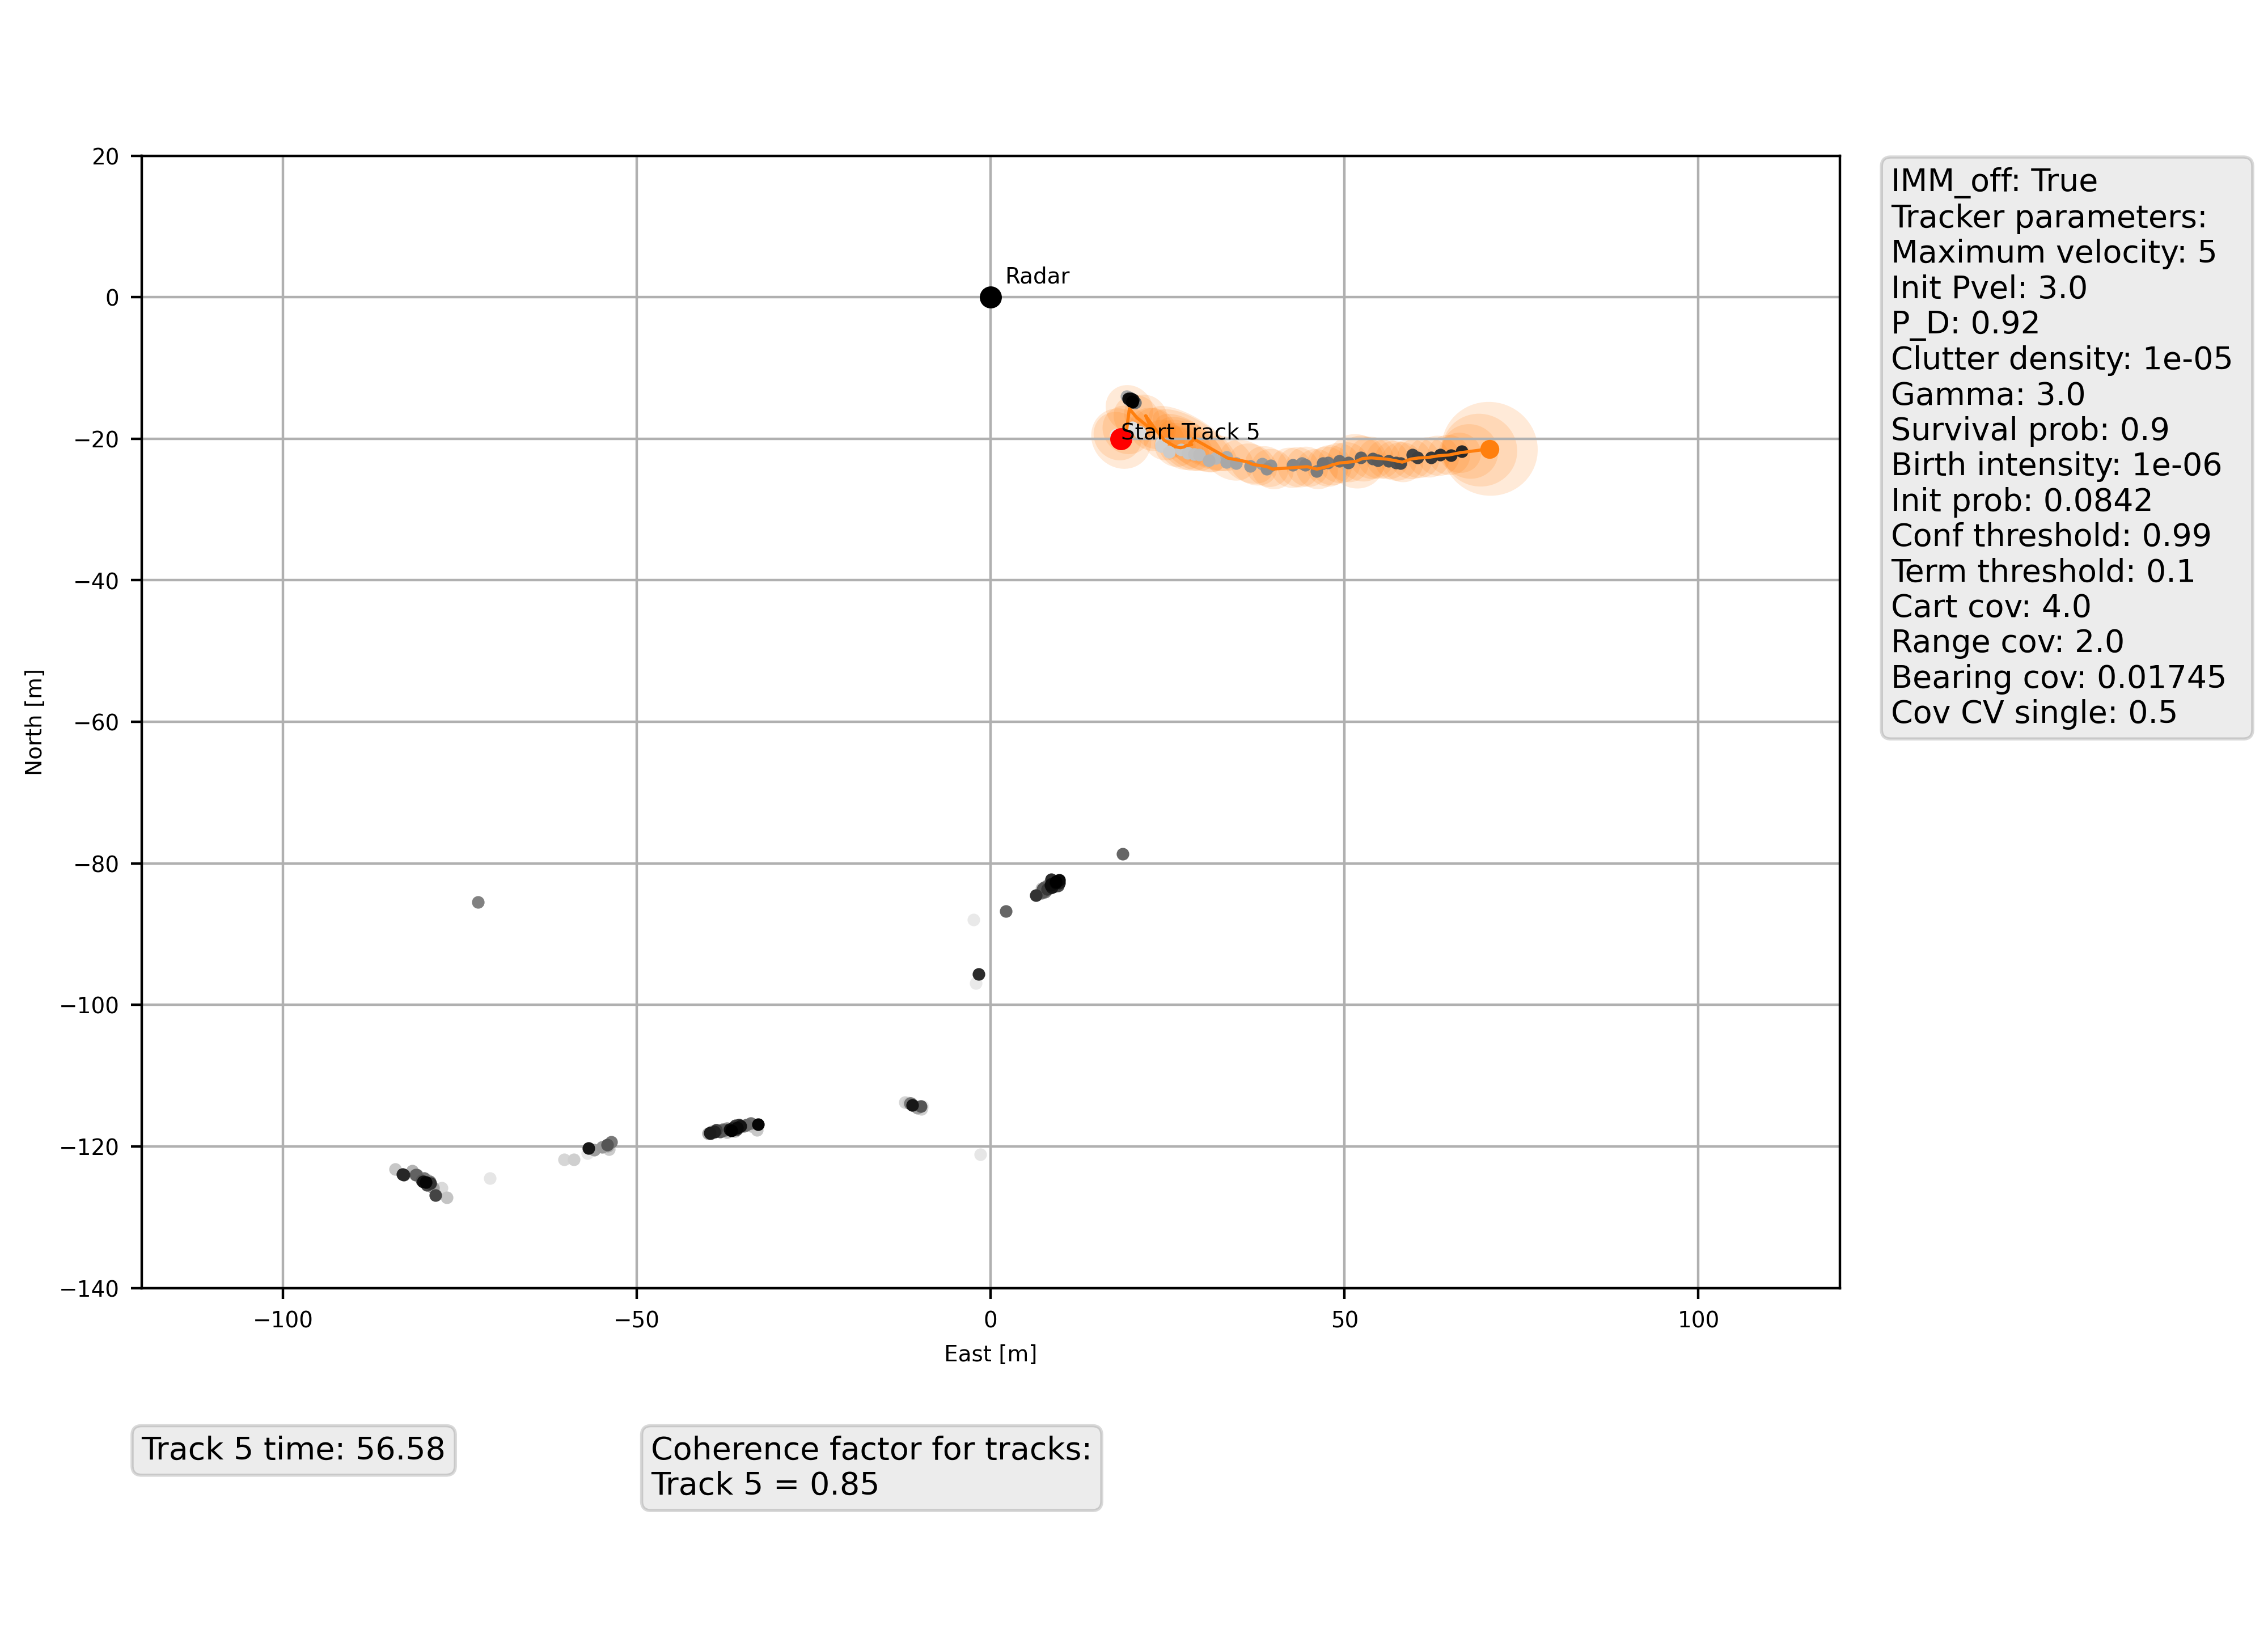 20
0
−20
−40
−60
−80
−100
−120
−140
North [m]
Radar
Start Track 5
−100
−50
0
50
100
East [m]
IMM_off: True
Tracker parameters:
Maximum velocity: 5
Init Pvel: 3.0
P_D: 0.92
Clutter density: 1e-05
Gamma: 3.0
Survival prob: 0.9
Birth intensity: 1e-06
Init prob: 0.0842
Conf threshold: 0.99
Term threshold: 0.1
Cart cov: 4.0
Range cov: 2.0
Bearing cov: 0.01745
Cov CV single: 0.5
Track 5 time: 56.58
Coherence factor for tracks:
Track 5 = 0.85